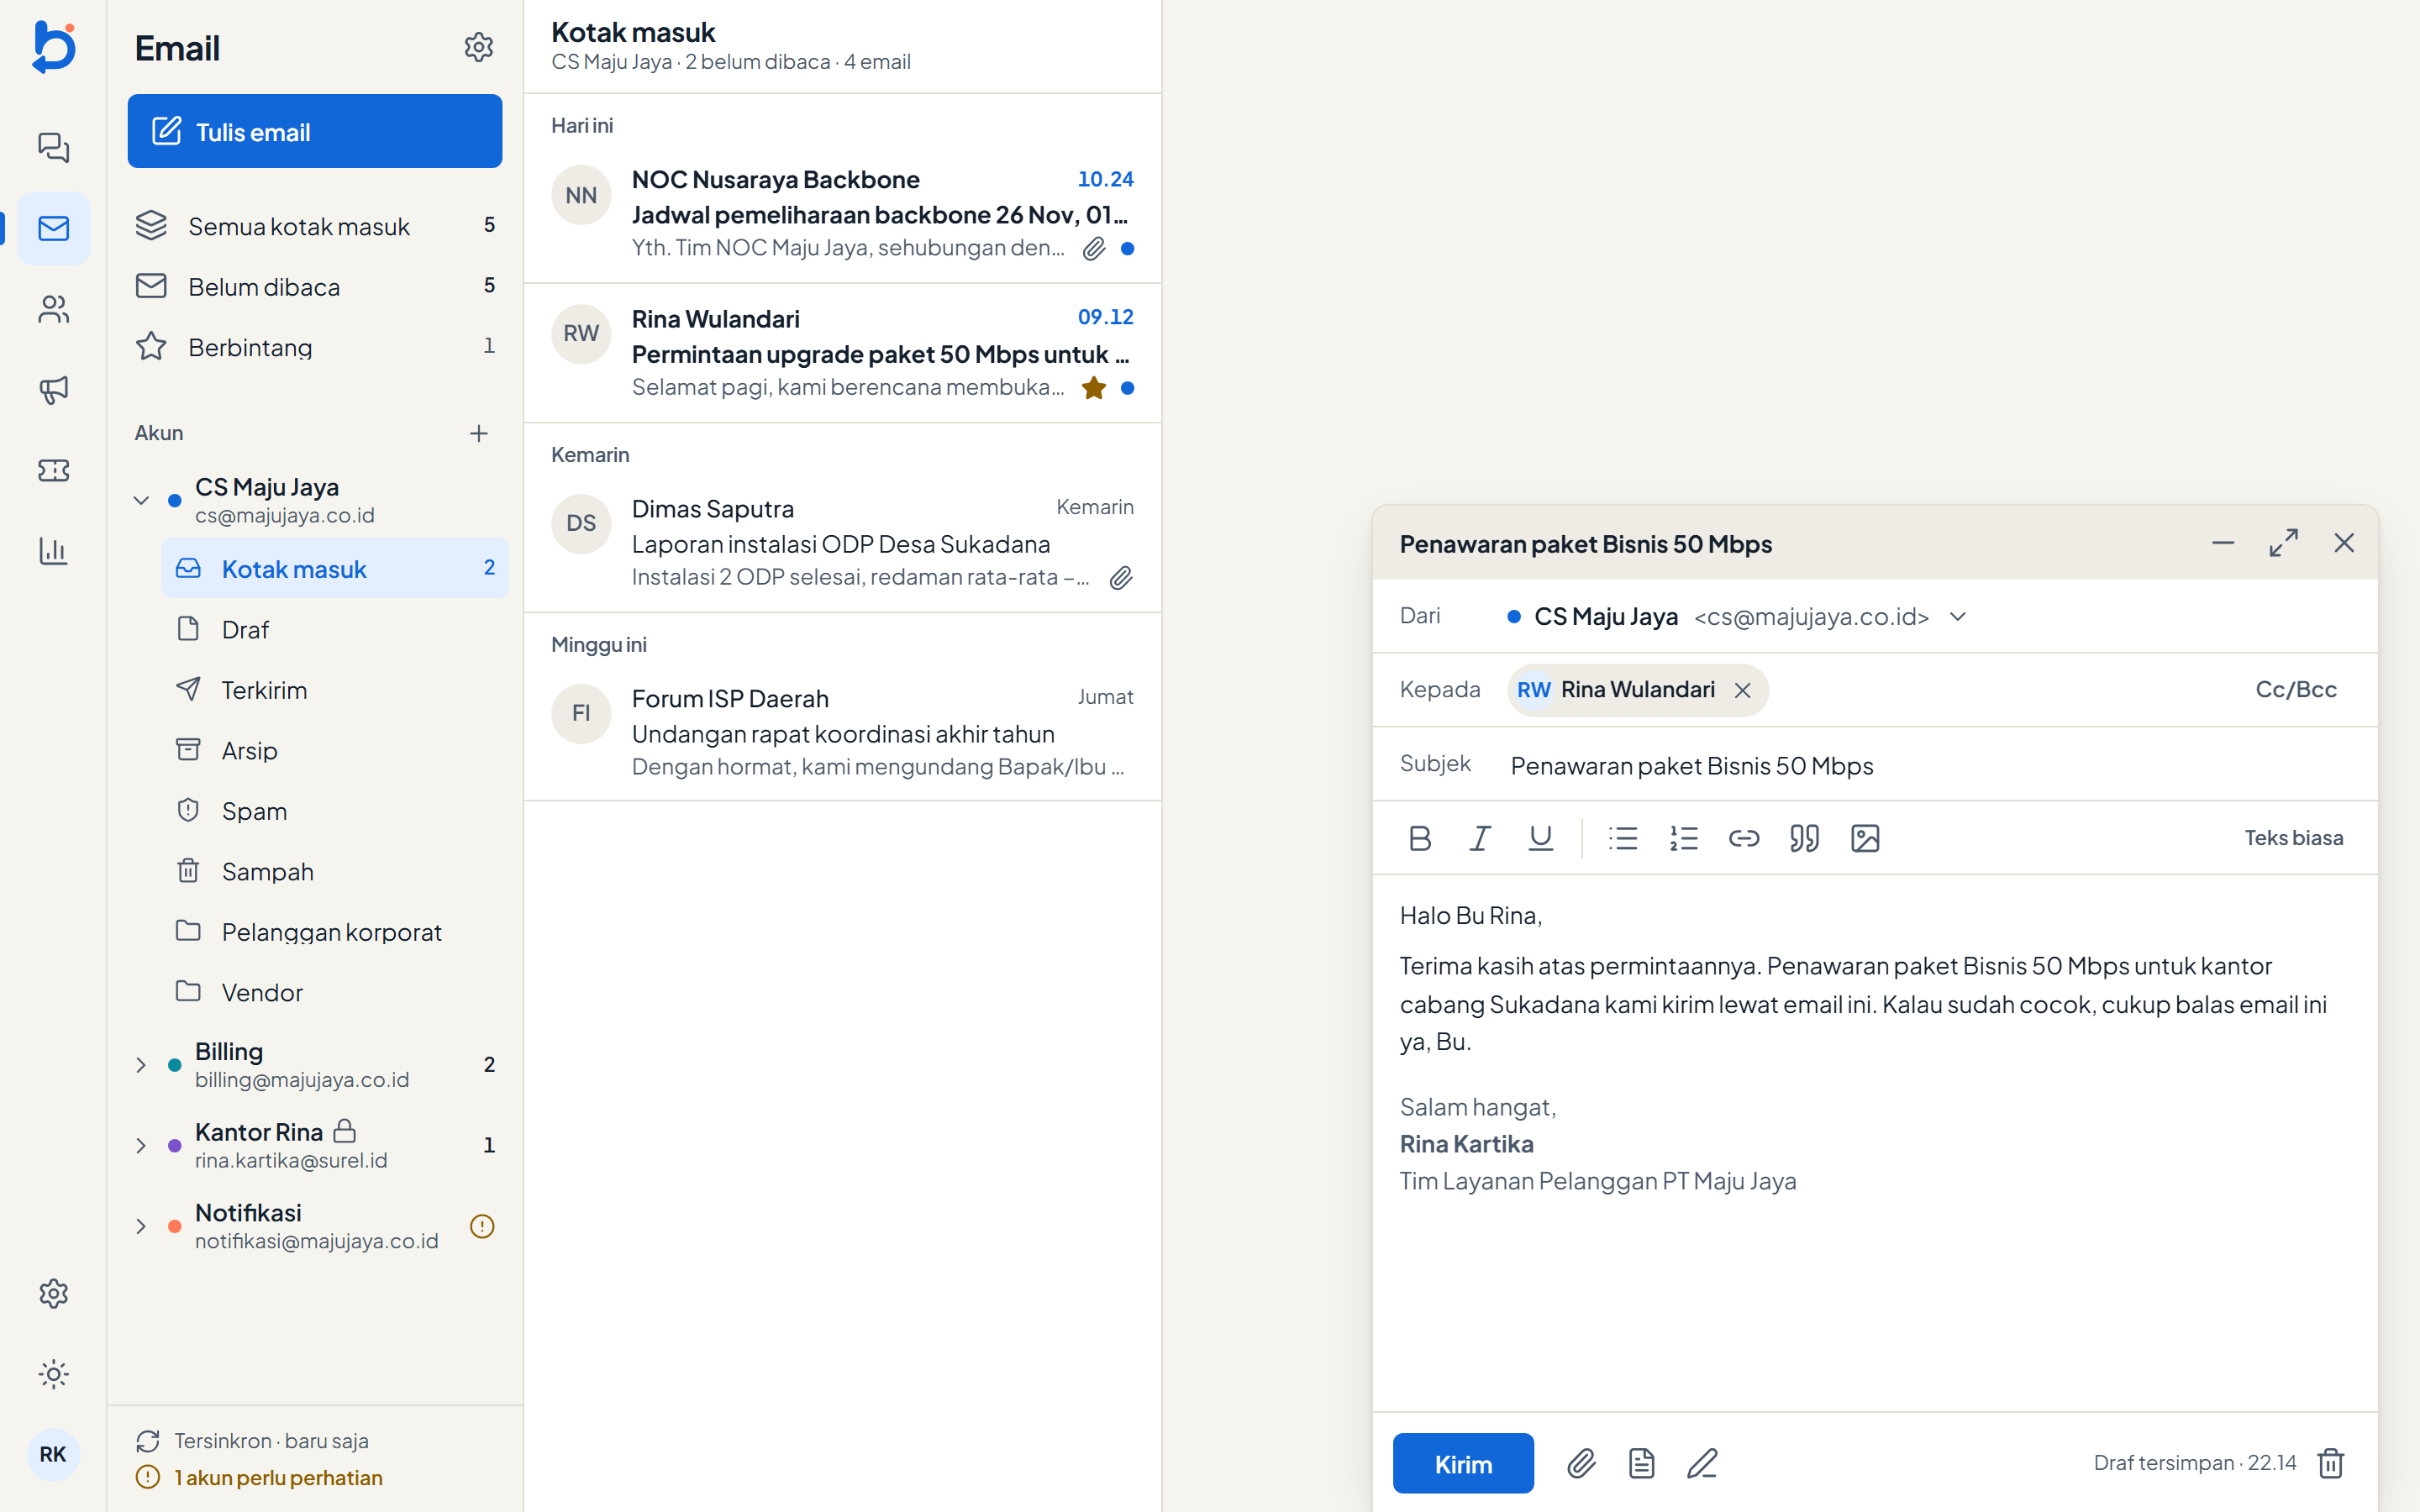 Email
Tulis email
Semua kotak masuk 5
Belum dibaca 5
Berbintang 1
Akun
CS Maju Jaya
cs@majujaya.co.id
Kotak masuk 2
Draf
Terkirim
Arsip
Spam
Sampah
Pelanggan korporat
Vendor
Billing
billing@majujaya.co.id
2
Kantor Rina
rina.kartika@surel.id
1
Notifikasi
notifikasi@majujaya.co.id
RK
Tersinkron · baru saja
1 akun perlu perhatian
Kotak masuk
CS Maju Jaya · 2 belum dibaca · 4 email
Hari ini
NN
NOC Nusaraya Backbone 10.24
Jadwal pemeliharaan backbone 26 Nov, 01...
Yth. Tim NOC Maju Jaya, sehubungan den...
RW
Rina Wulandari 09.12
Permintaan upgrade paket 50 Mbps untuk ...
Selamat pagi, kami berencana membuka...
Kemarin
DS
Dimas Saputra Kemarin
Laporan instalasi ODP Desa Sukadana
Instalasi 2 ODP selesai, redaman rata-rata –...
Minggu ini
FI
Forum ISP Daerah Jumat
Undangan rapat koordinasi akhir tahun
Dengan hormat, kami mengundang Bapak/Ibu ...
Penawaran paket Bisnis 50 Mbps
Dari CS Maju Jaya <cs@majujaya.co.id>
Kepada RW Rina Wulandari Cc/Bcc
Subjek Penawaran paket Bisnis 50 Mbps
Teks biasa
Halo Bu Rina,
Terima kasih atas permintaannya. Penawaran paket Bisnis 50 Mbps untuk kantor
cabang Sukadana kami kirim lewat email ini. Kalau sudah cocok, cukup balas email ini
ya, Bu.
Salam hangat,
Rina Kartika
Tim Layanan Pelanggan PT Maju Jaya
Kirim
Draf tersimpan · 22.14